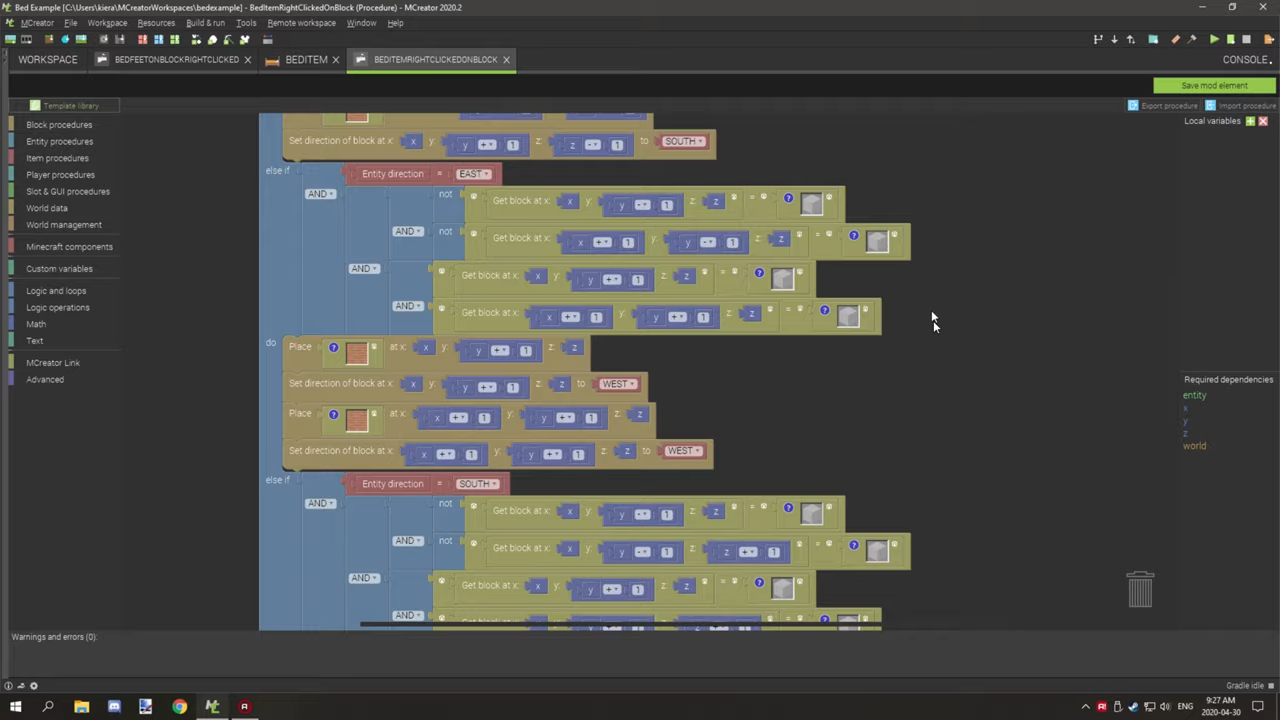 Bed Example [C:\Users\kiera\MCreatorWorkspaces\bedexample] - BedItemRightClickedOnBlock (Procedure) - MCreator 2020.2
MCreator File Workspace Resources Build & run Tools Remote workspace Window Help
WORKSPACE BEDFEETONBLOCKRIGHTCLICKED × BEDITEM × BEDITEMRIGHTCLICKEDONBLOCK × CONSOLE
Save mod element
Template library Export procedure Import procedure
Local variables
Block procedures
Entity procedures
Item procedures
Player procedures
Slot & GUI procedures
World data
World management
Minecraft components
Custom variables
Logic and loops
Logic operations
Math
Text
MCreator Link
Advanced
Set direction of block at x: x y: y + 1 z: z - 1 to SOUTH
else if Entity direction = EAST
AND not Get block at x: x y: y - 1 z: z = ?
AND not Get block at x: x + 1 y: y - 1 z: z = ?
AND Get block at x: x y: y + 1 z: z = ?
AND Get block at x: x + 1 y: y + 1 z: z = ?
do Place ? at x: x y: y + 1 z: z
Set direction of block at x: x y: y + 1 z: z to WEST
Place ? at x: x + 1 y: y + 1 z: z
Set direction of block at x: x + 1 y: y + 1 z: z to WEST
else if Entity direction = SOUTH
AND not Get block at x: x y: y - 1 z: z = ?
AND not Get block at x: x y: y - 1 z: z + 1 = ?
AND Get block at x: x y: y + 1 z: z = ?
AND
Required dependencies
entity
x
y
z
world
Warnings and errors (0):
Gradle idle
ENG
9:27 AM
2020-04-30